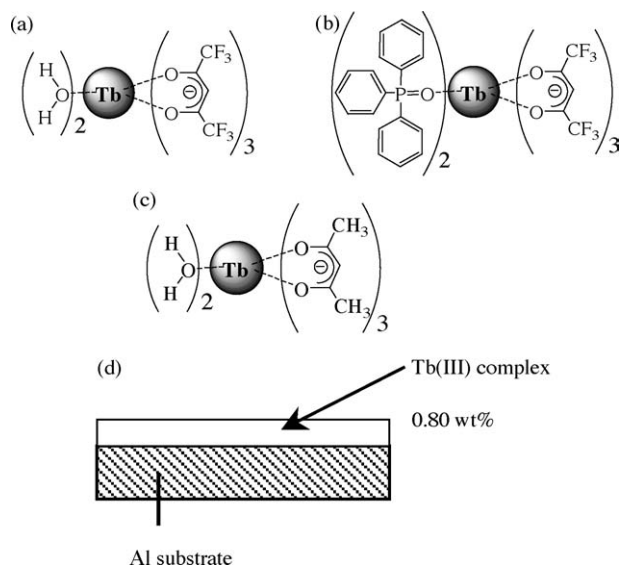 (a)
H
O
H
2
Tb
O
O
CF3
CF3
⊖
3
(b)
P=O
2
Tb
O
O
CF3
CF3
⊖
3
(c)
H
O
H
2
Tb
O
O
CH3
CH3
⊖
3
(d)
Tb(III) complex
0.80 wt%
Al substrate